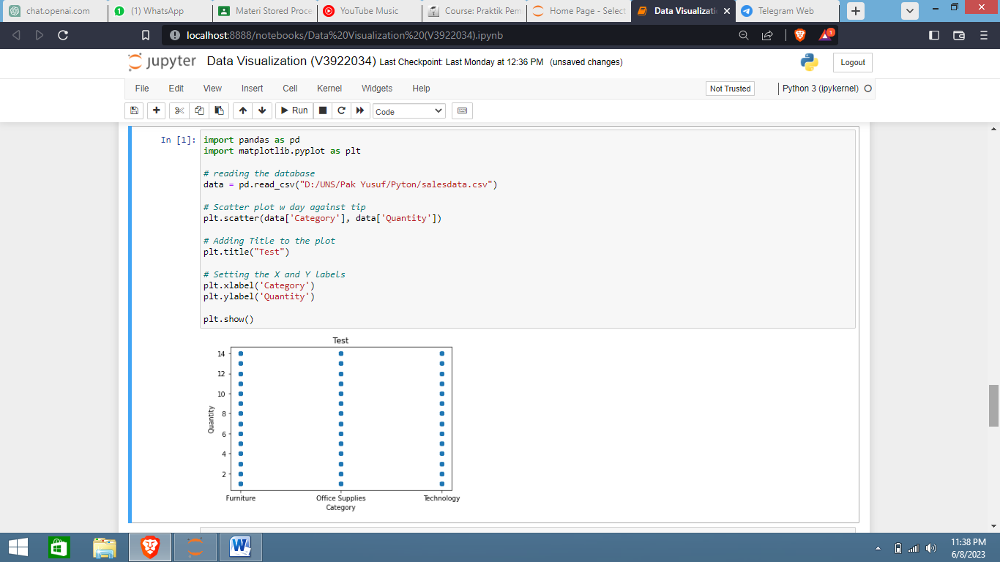 chat.openai.com
(1) WhatsApp
Materi Stored Proce
YouTube Music
Course: Praktik Pem
Home Page - Select
Data Visualizati
Telegram Web
localhost:8888/notebooks/Data%20Visualization%20(V3922034).ipynb
1
jupyter
Data Visualization (V3922034) Last Checkpoint: Last Monday at 12:36 PM (unsaved changes)
Logout
File Edit View Insert Cell Kernel Widgets Help
Not Trusted
Python 3 (ipykernel)
Run
Code
In [1]:
import pandas as pd
import matplotlib.pyplot as plt
# reading the database
data = pd.read_csv("D:/UNS/Pak Yusuf/Pyton/salesdata.csv")
# Scatter plot w day against tip
plt.scatter(data['Category'], data['Quantity'])
# Adding Title to the plot
plt.title("Test")
# Setting the X and Y labels
plt.xlabel('Category')
plt.ylabel('Quantity')
plt.show()
Test
14
12
10
8
6
4
2
Quantity
Furniture Office Supplies Technology
Category
11:38 PM
6/8/2023